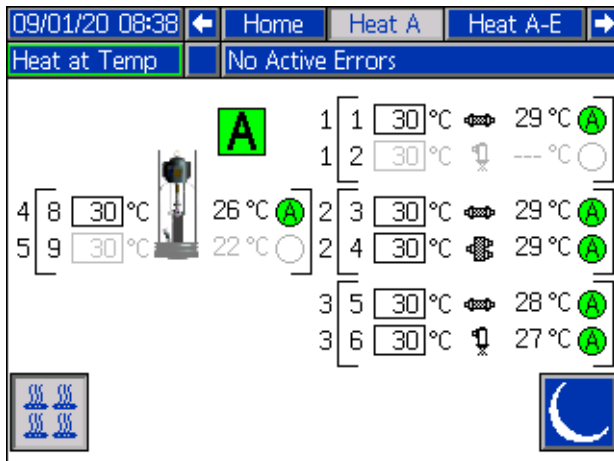 09/01/20 08:38 Home Heat A Heat A-E
Heat at Temp No Active Errors
A
1 1 30 °C 29 °C A
1 2 30 °C --- °C
4 8 30 °C 26 °C A
5 9 30 °C 22 °C
2 3 30 °C 29 °C A
2 4 30 °C 29 °C A
3 5 30 °C 28 °C A
3 6 30 °C 27 °C A